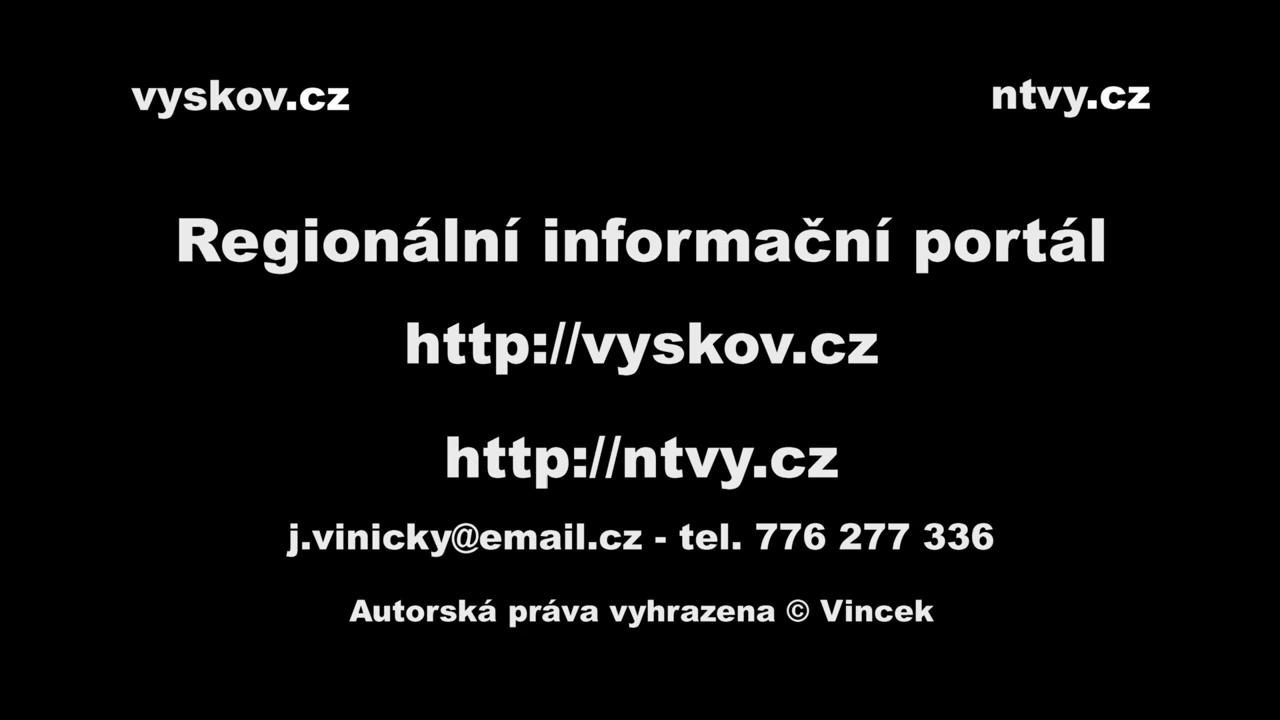 vyskov.cz ntvy.cz
Regionální informační portál
http://vyskov.cz
http://ntvy.cz
j.vinicky@email.cz - tel. 776 277 336
Autorská práva vyhrazena © Vincek